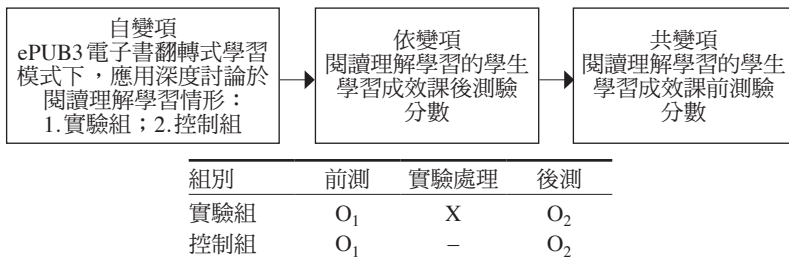 自變項
ePUB3電子書翻轉式學習
模式下，應用深度討論於
閱讀理解學習情形：
1.實驗組；2.控制組
依變項
閱讀理解學習的學生
學習成效課後測驗
分數
共變項
閱讀理解學習的學生
學習成效課前測驗
分數
組別 前測 實驗處理 後測
實驗組 O₁ X O₂
控制組 O₁ – O₂